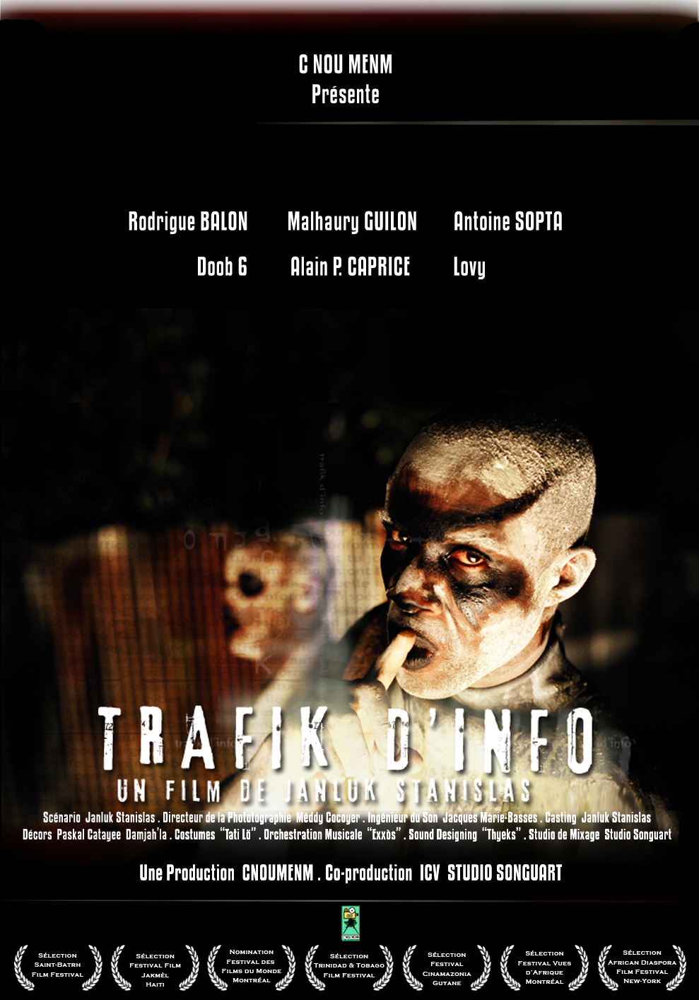 C NOU MENM
Présente
Rodrigue BALON Malhaury GUILON Antoine SOPTA
Doob 6 Alain P. CAPRICE Lovy
TRAFIK D'INFO
UN FILM DE JANLUK STANISLAS
Scénario Janluk Stanislas . Directeur de la Phototographie Méddy Cocoyer . Ingénieur du Son Jacques Marie-Basses . Casting Janluk Stanislas
Décors Paskal Catayee Damjah'la . Costumes "Tati Lö" . Orchestration Musicale "Exxòs" . Sound Designing "Thyeks" . Studio de Mixage Studio Songuart
Une Production CNOUMENM . Co-production ICV STUDIO SONGUART
C NOU MENM
Sélection
Saint-Batrh
Film Festival
Sélection
Festival Film
Jakmèl
Haiti
Nomination
Festival des
Films du Monde
Montréal
Sélection
Trinidad & Tobago
Film Festival
Sélection
Festival
Cinamazonia
Guyane
Sélection
Festival Vues
d'Afrique
Montréal
Sélection
African Diaspora
Film Festival
New-York